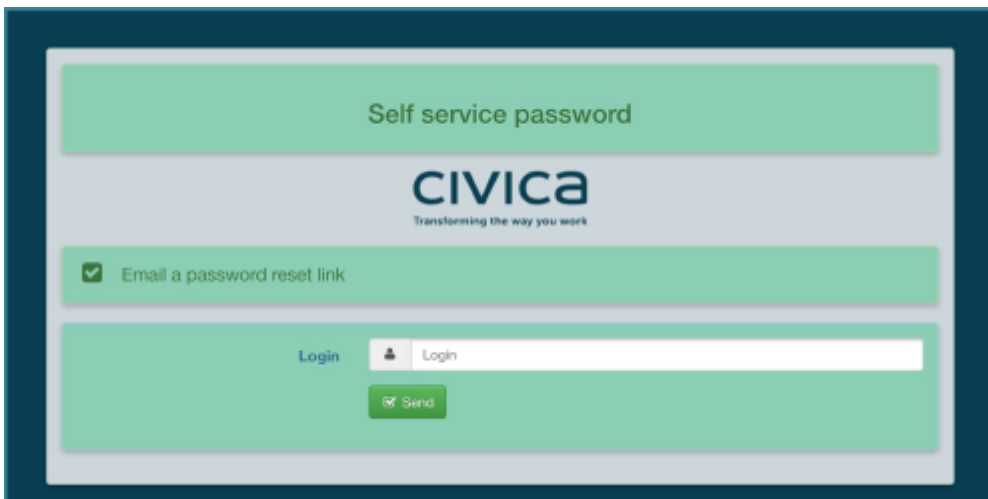 Self service password
CIVICA
Transforming the way you work
Email a password reset link
Login
Login
Send